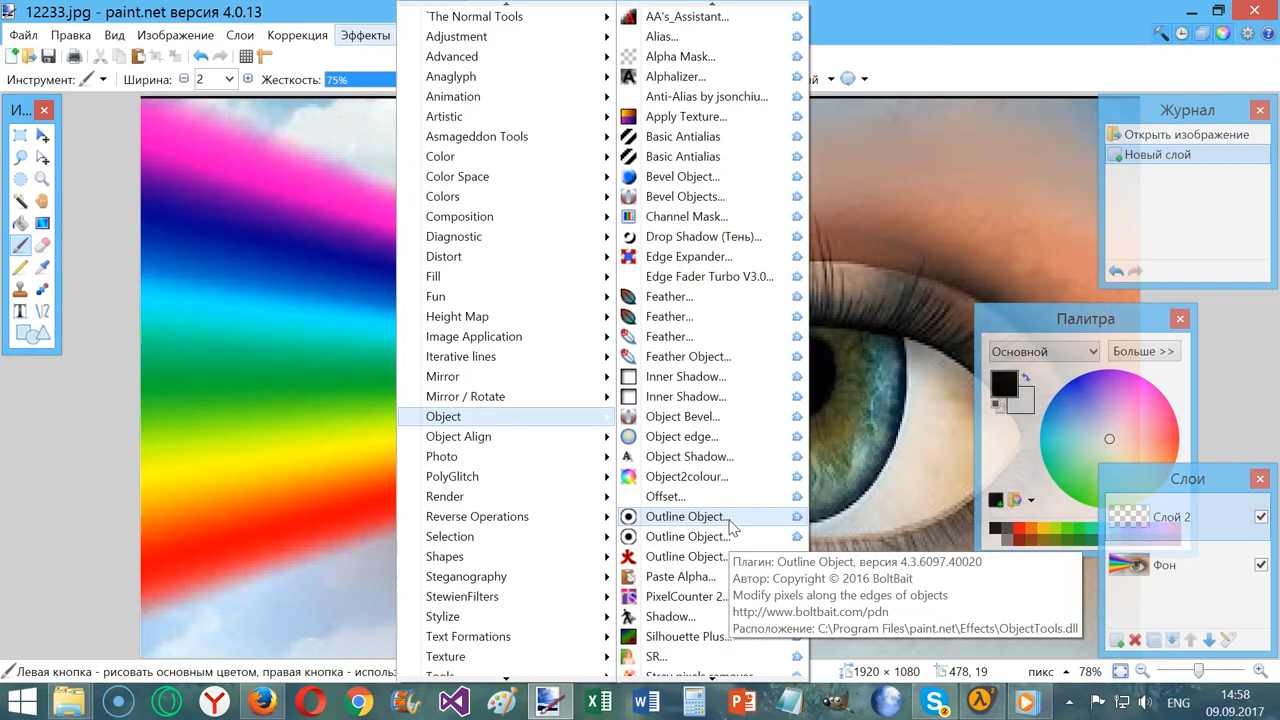 12233.jpg - paint.net версия 4.0.13
Файл Правка Вид Изображение Слои Коррекция Эффекты
Инструмент: Ширина: 2 Жесткость: 75%
И...
'The Normal Tools
Adjustment
Advanced
Anaglyph
Animation
Artistic
Asmageddon Tools
Color
Color Space
Colors
Composition
Diagnostic
Distort
Fill
Fun
Height Map
Image Application
Iterative lines
Mirror
Mirror / Rotate
Object
Object Align
Photo
PolyGlitch
Render
Reverse Operations
Selection
Shapes
Steganography
StewienFilters
Stylize
Text Formations
Texture
AA's_Assistant...
Alias...
Alpha Mask...
Alphalizer...
Anti-Alias by jsonchiu...
Apply Texture...
Basic Antialias
Basic Antialias
Bevel Object...
Bevel Objects...
Channel Mask...
Drop Shadow (Тень)...
Edge Expander...
Edge Fader Turbo V3.0...
Feather...
Feather...
Feather...
Feather Object...
Inner Shadow...
Inner Shadow...
Object Bevel...
Object edge...
Object Shadow...
Object2colour...
Offset...
Outline Object...
Outline Object...
Outline Object...
Paste Alpha...
PixelCounter 2...
Shadow...
Silhouette Plus...
SR...
Плагин: Outline Object, версия 4.3.6097.40020
Автор: Copyright © 2016 BoltBait
Modify pixels along the edges of objects
http://www.boltbait.com/pdn
Расположение: C:\Program Files\paint.net\Effects\ObjectTools.dll
Журнал
Открыть изображение
Новый слой
Палитра
Основной Больше >>
Слои
Слой 2
Фон
Левая кнопка - рисовать основным цветом, правая кнопка -
1920 × 1080 478, 19 пикс 78%
ENG 14:58
09.09.2017